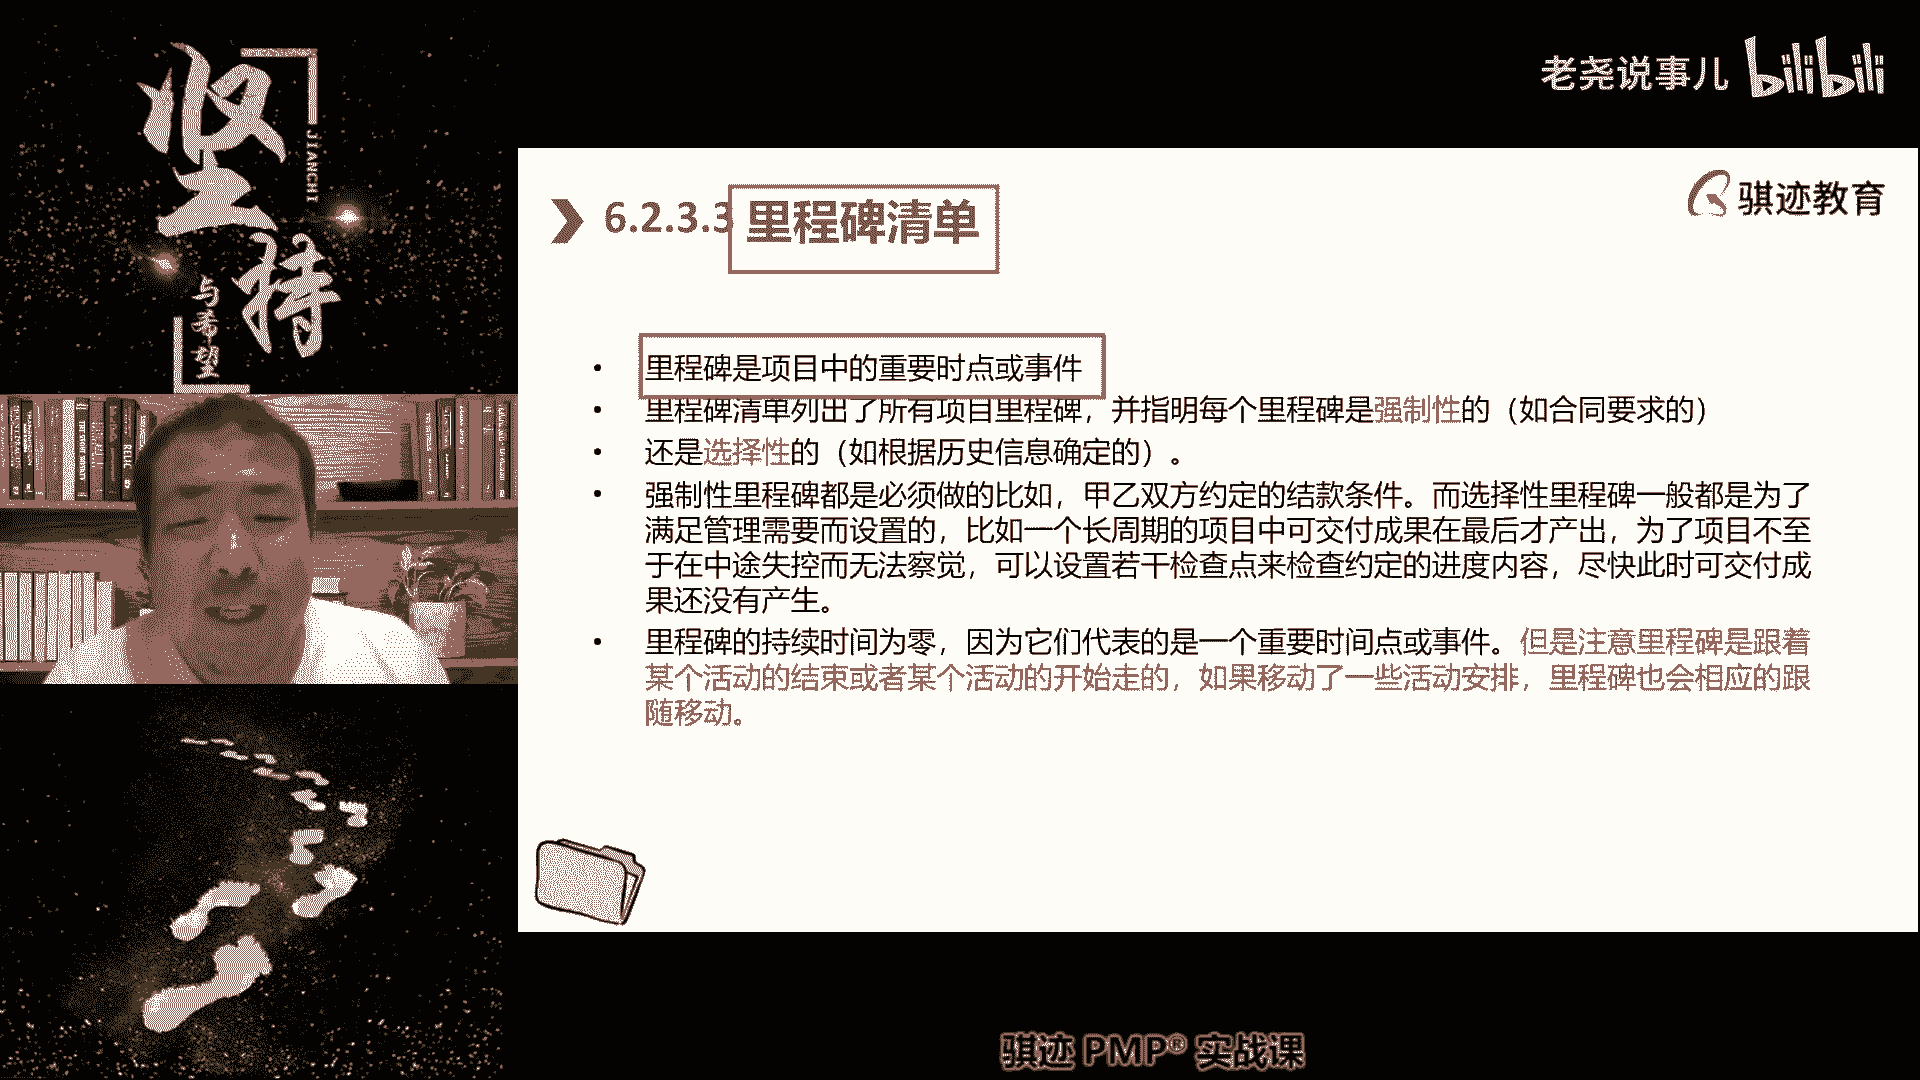 坚持
JIANCHI
与希望
老尧说事儿 bilibili
骐迹教育
6.2.3.3 里程碑清单
• 里程碑是项目中的重要时点或事件
• 里程碑清单列出了所有项目里程碑，并指明每个里程碑是强制性的（如合同要求的）
• 还是选择性的（如根据历史信息确定的）。
• 强制性里程碑都是必须做的比如，甲乙双方约定的结款条件。而选择性里程碑一般都是为了
满足管理需要而设置的，比如一个长周期的项目中可交付成果在最后才产出，为了项目不至
于在中途失控而无法察觉，可以设置若干检查点来检查约定的进度内容，尽快此时可交付成
果还没有产生。
• 里程碑的持续时间为零，因为它们代表的是一个重要时间点或事件。但是注意里程碑是跟着
某个活动的结束或者某个活动的开始走的，如果移动了一些活动安排，里程碑也会相应的跟
随移动。
骐迹 PMP® 实战课